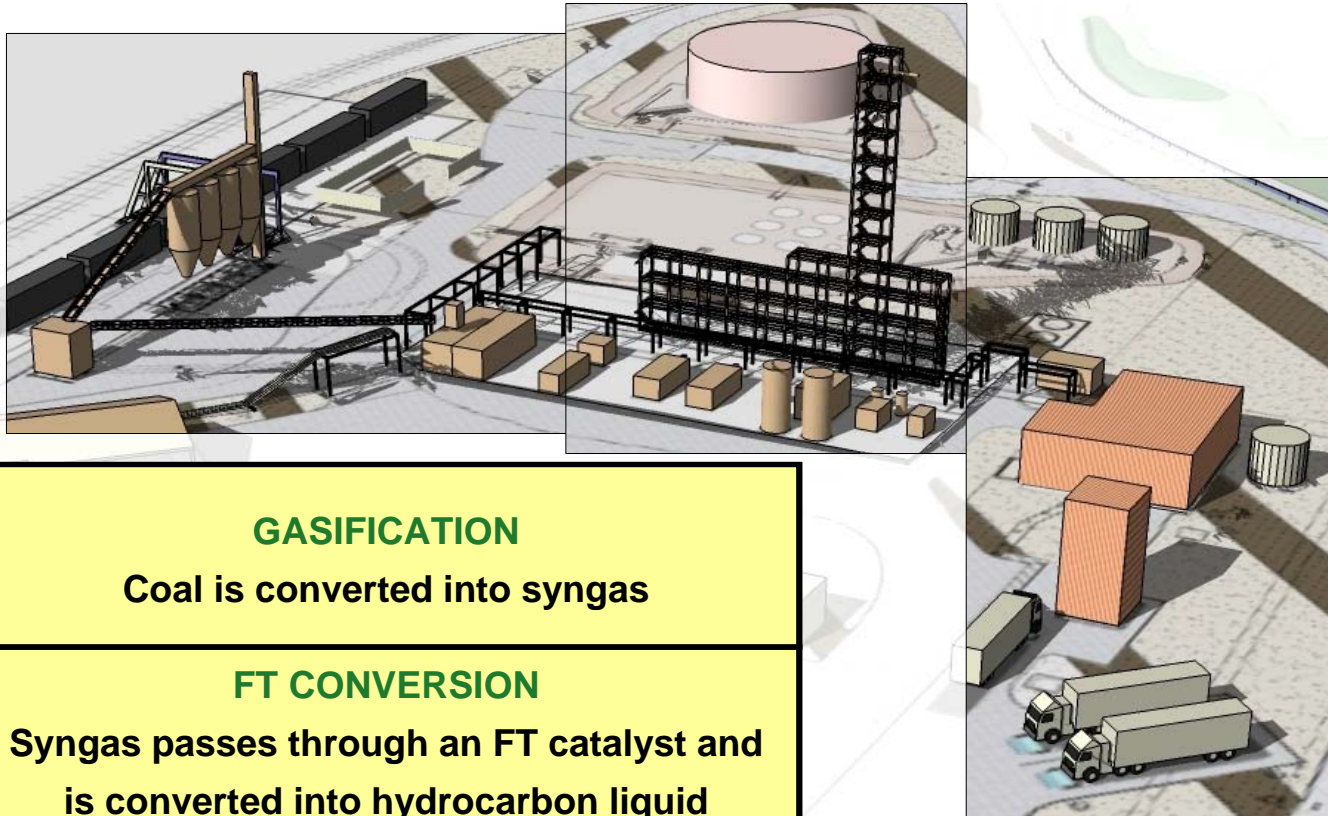 GASIFICATION
Coal is converted into syngas
FT CONVERSION
Syngas passes through an FT catalyst and
is converted into hydrocarbon liquid